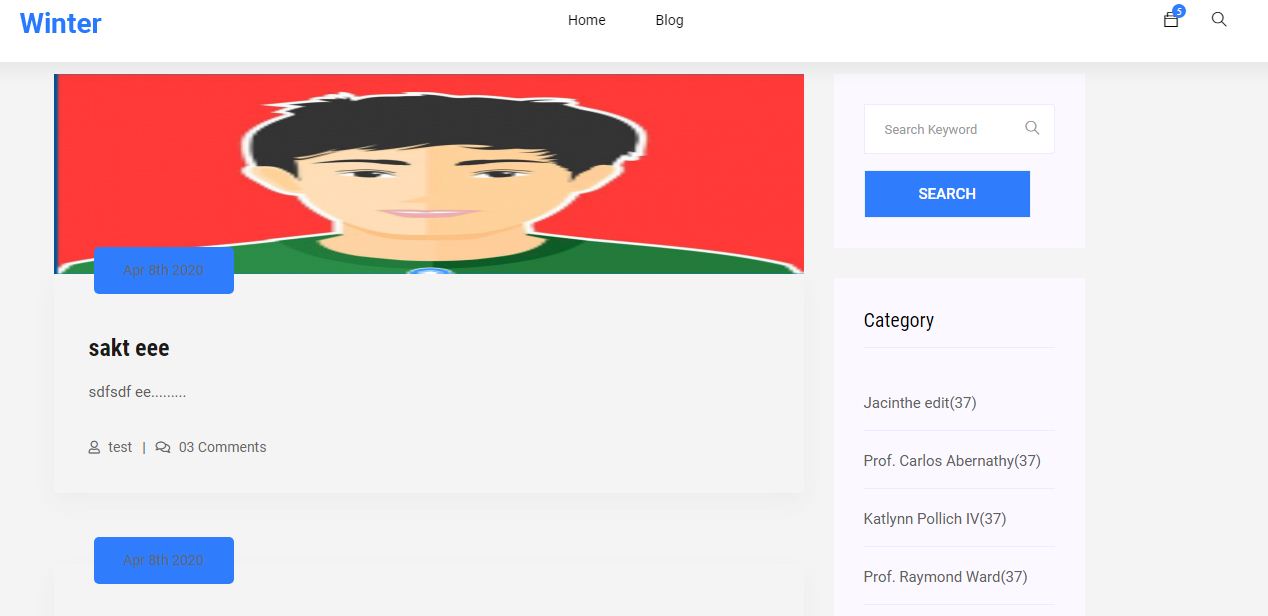 Winter
Home
Blog
5
Apr 8th 2020
sakt eee
sdfsdf ee.........
test | 03 Comments
Apr 8th 2020
Search Keyword
SEARCH
Category
Jacinthe edit(37)
Prof. Carlos Abernathy(37)
Katlynn Pollich IV(37)
Prof. Raymond Ward(37)